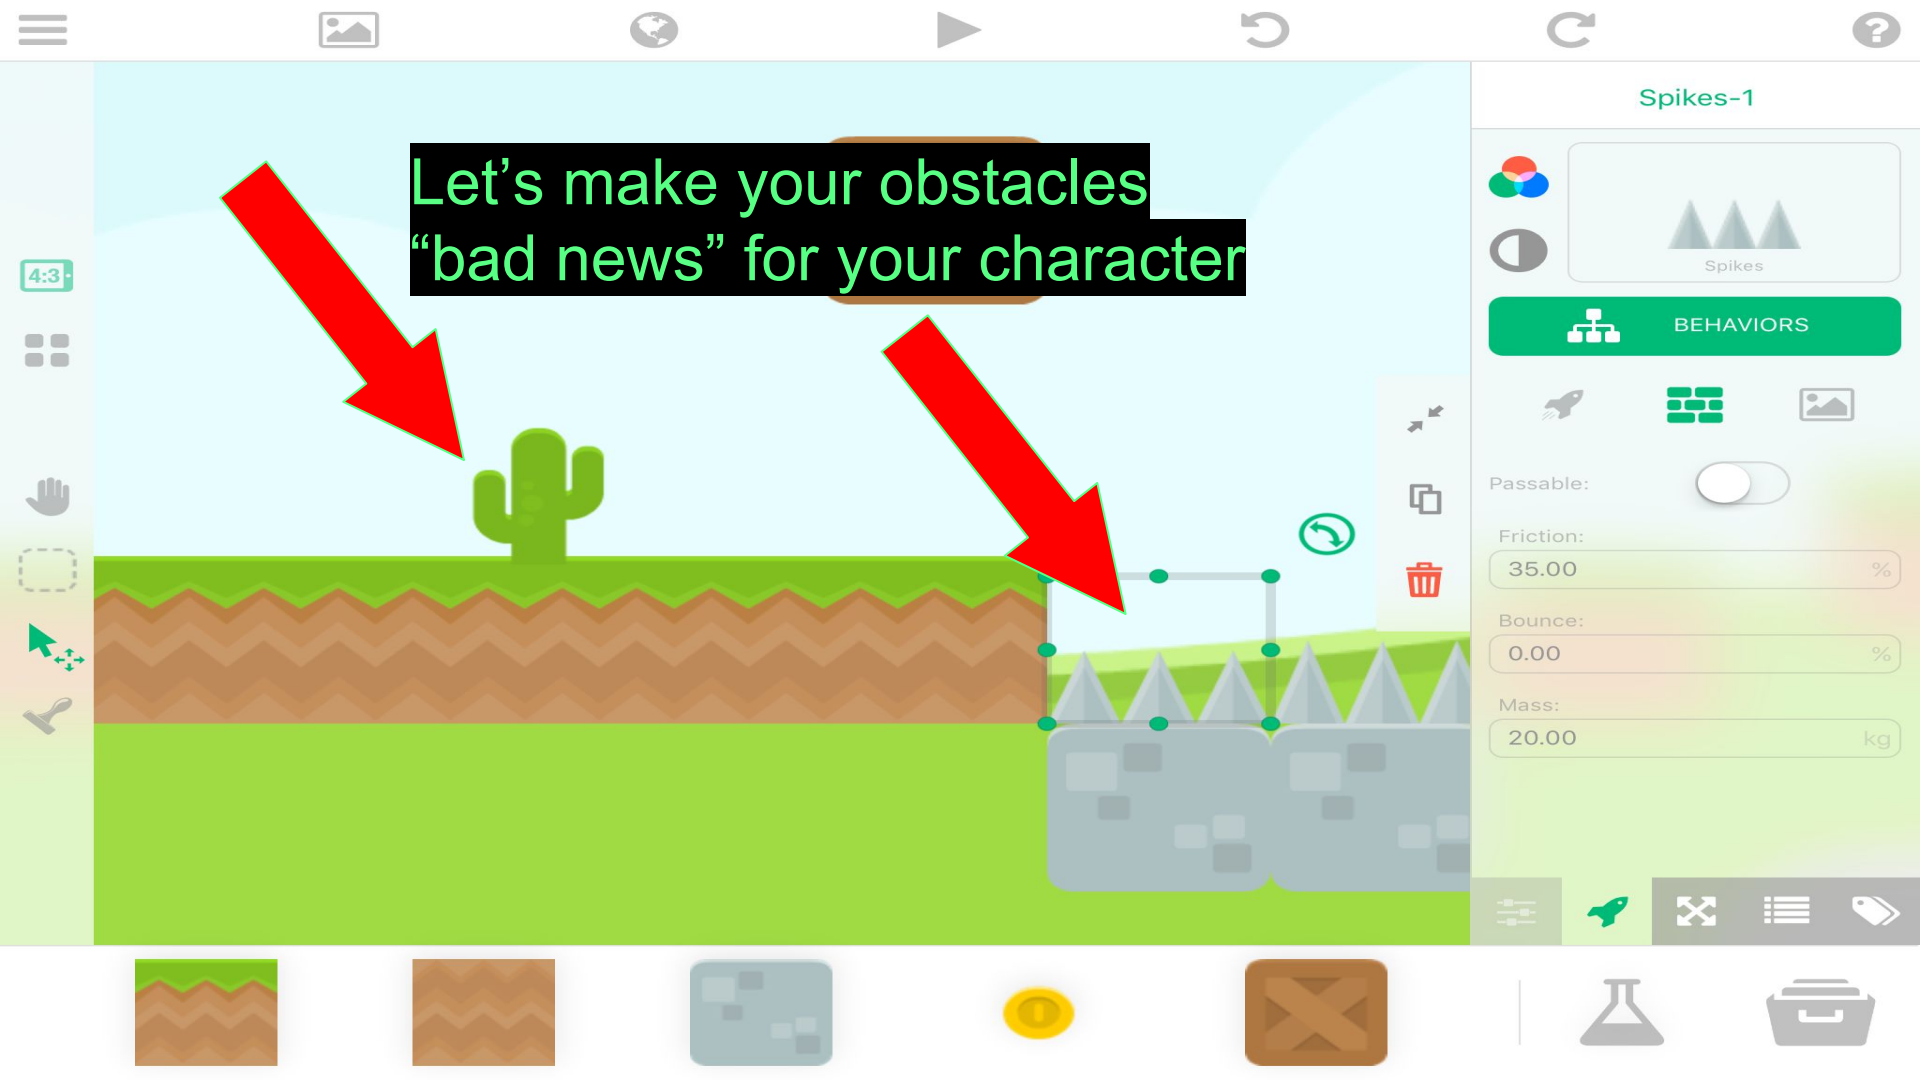 Spikes-1
Let’s make your obstacles
“bad news” for your character
4:3
Spikes
BEHAVIORS
Passable:
Friction:
35.00 %
Bounce:
0.00 %
Mass:
20.00 kg